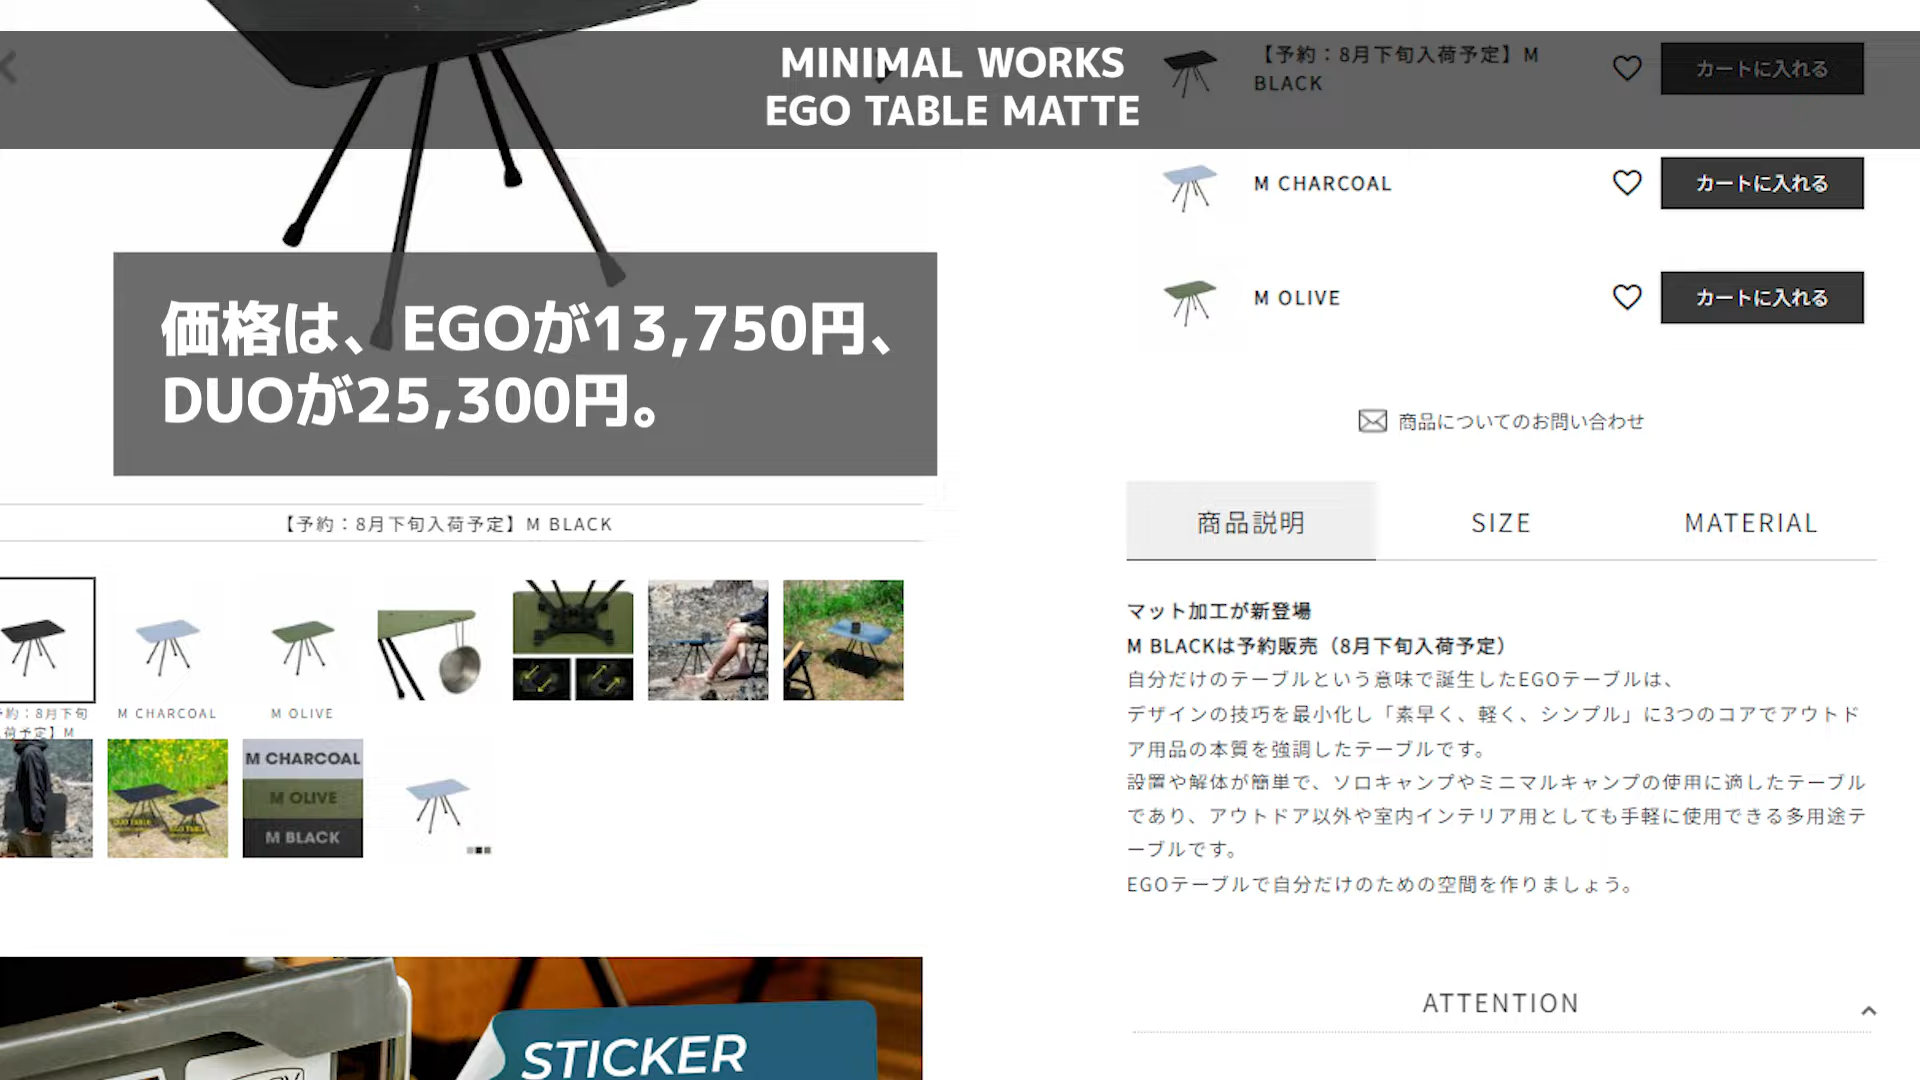 MINIMAL WORKS
EGO TABLE MATTE
価格は、EGOが13,750円、
DUOが25,300円。
【予約：8月下旬入荷予定】M BLACK
予約：8月下旬
荷予定】M
M CHARCOAL
M OLIVE
M CHARCOAL
M OLIVE
M BLACK
STICKER
【予約：8月下旬入荷予定】M
BLACK
カートに入れる
M CHARCOAL
カートに入れる
M OLIVE
カートに入れる
商品についてのお問い合わせ
商品説明
SIZE
MATERIAL
マット加工が新登場
M BLACKは予約販売（8月下旬入荷予定）
自分だけのテーブルという意味で誕生したEGOテーブルは、
デザインの技巧を最小化し「素早く、軽く、シンプル」に3つのコアでアウトド
ア用品の本質を強調したテーブルです。
設置や解体が簡単で、ソロキャンプやミニマルキャンプの使用に適したテーブル
であり、アウトドア以外や室内インテリア用としても手軽に使用できる多用途テ
ーブルです。
EGOテーブルで自分だけのための空間を作りましょう。
ATTENTION